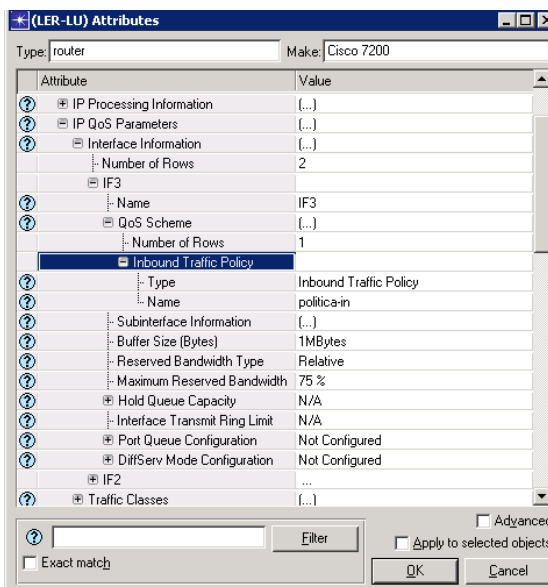 (LER-LU) Attributes
Type: router Make: Cisco 7200
Attribute Value
IP Processing Information (...)
IP QoS Parameters (...)
Interface Information (...)
Number of Rows 2
IF3
Name IF3
QoS Scheme (...)
Number of Rows 1
Inbound Traffic Policy
Type Inbound Traffic Policy
Name politica-in
Subinterface Information (...)
Buffer Size (Bytes) 1MBytes
Reserved Bandwidth Type Relative
Maximum Reserved Bandwidth 75 %
Hold Queue Capacity N/A
Interface Transmit Ring Limit N/A
Port Queue Configuration Not Configured
DiffServ Mode Configuration Not Configured
IF2 ...
Traffic Classes (...)
Advanced
Filter Apply to selected objects
Exact match
OK Cancel